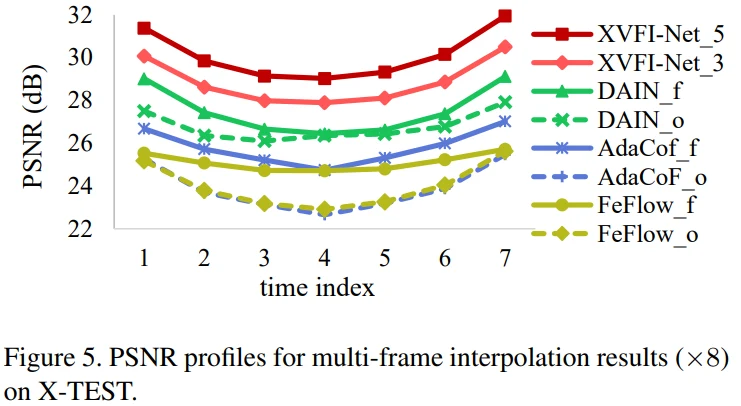 32
30
28
26
24
22
PSNR (dB)
1 2 3 4 5 6 7
time index
XVFI-Net_5
XVFI-Net_3
DAIN_f
DAIN_o
AdaCof_f
AdaCoF_o
FeFlow_f
FeFlow_o
Figure 5. PSNR profiles for multi-frame interpolation results (×8)
on X-TEST.